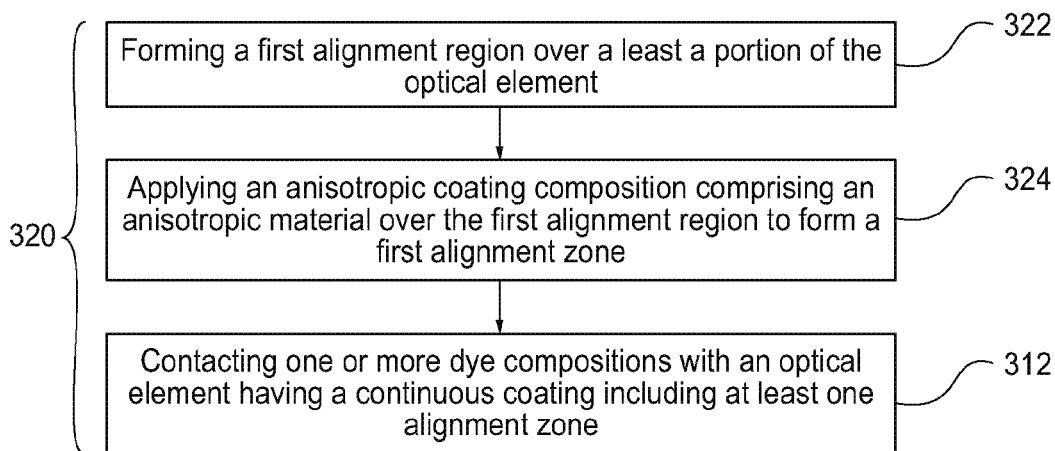 Forming a first alignment region over a least a portion of the
optical element
322
Applying an anisotropic coating composition comprising an
anisotropic material over the first alignment region to form a
first alignment zone
324
320
Contacting one or more dye compositions with an optical
element having a continuous coating including at least one
alignment zone
312